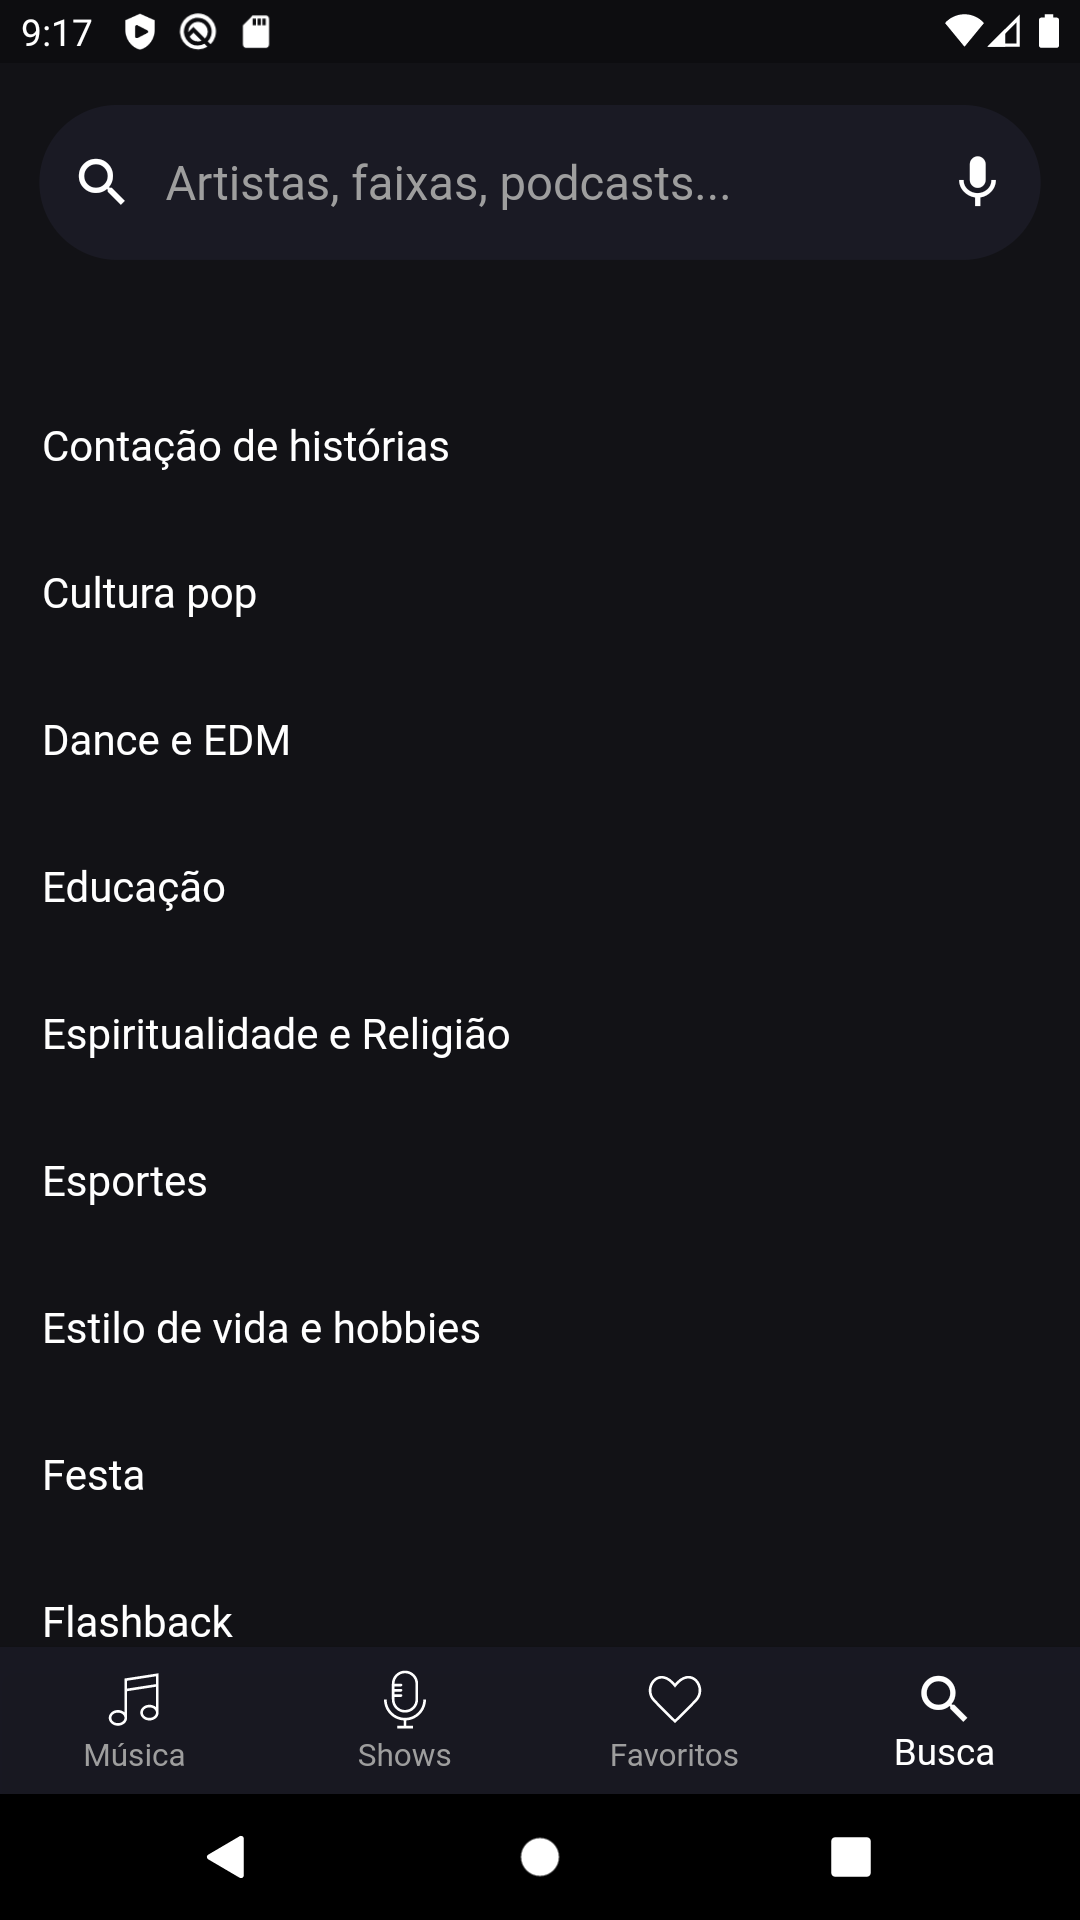 9:17
Artistas, faixas, podcasts...
Contação de histórias
Cultura pop
Dance e EDM
Educação
Espiritualidade e Religião
Esportes
Estilo de vida e hobbies
Festa
Flashback
Música
Shows
Favoritos
Busca